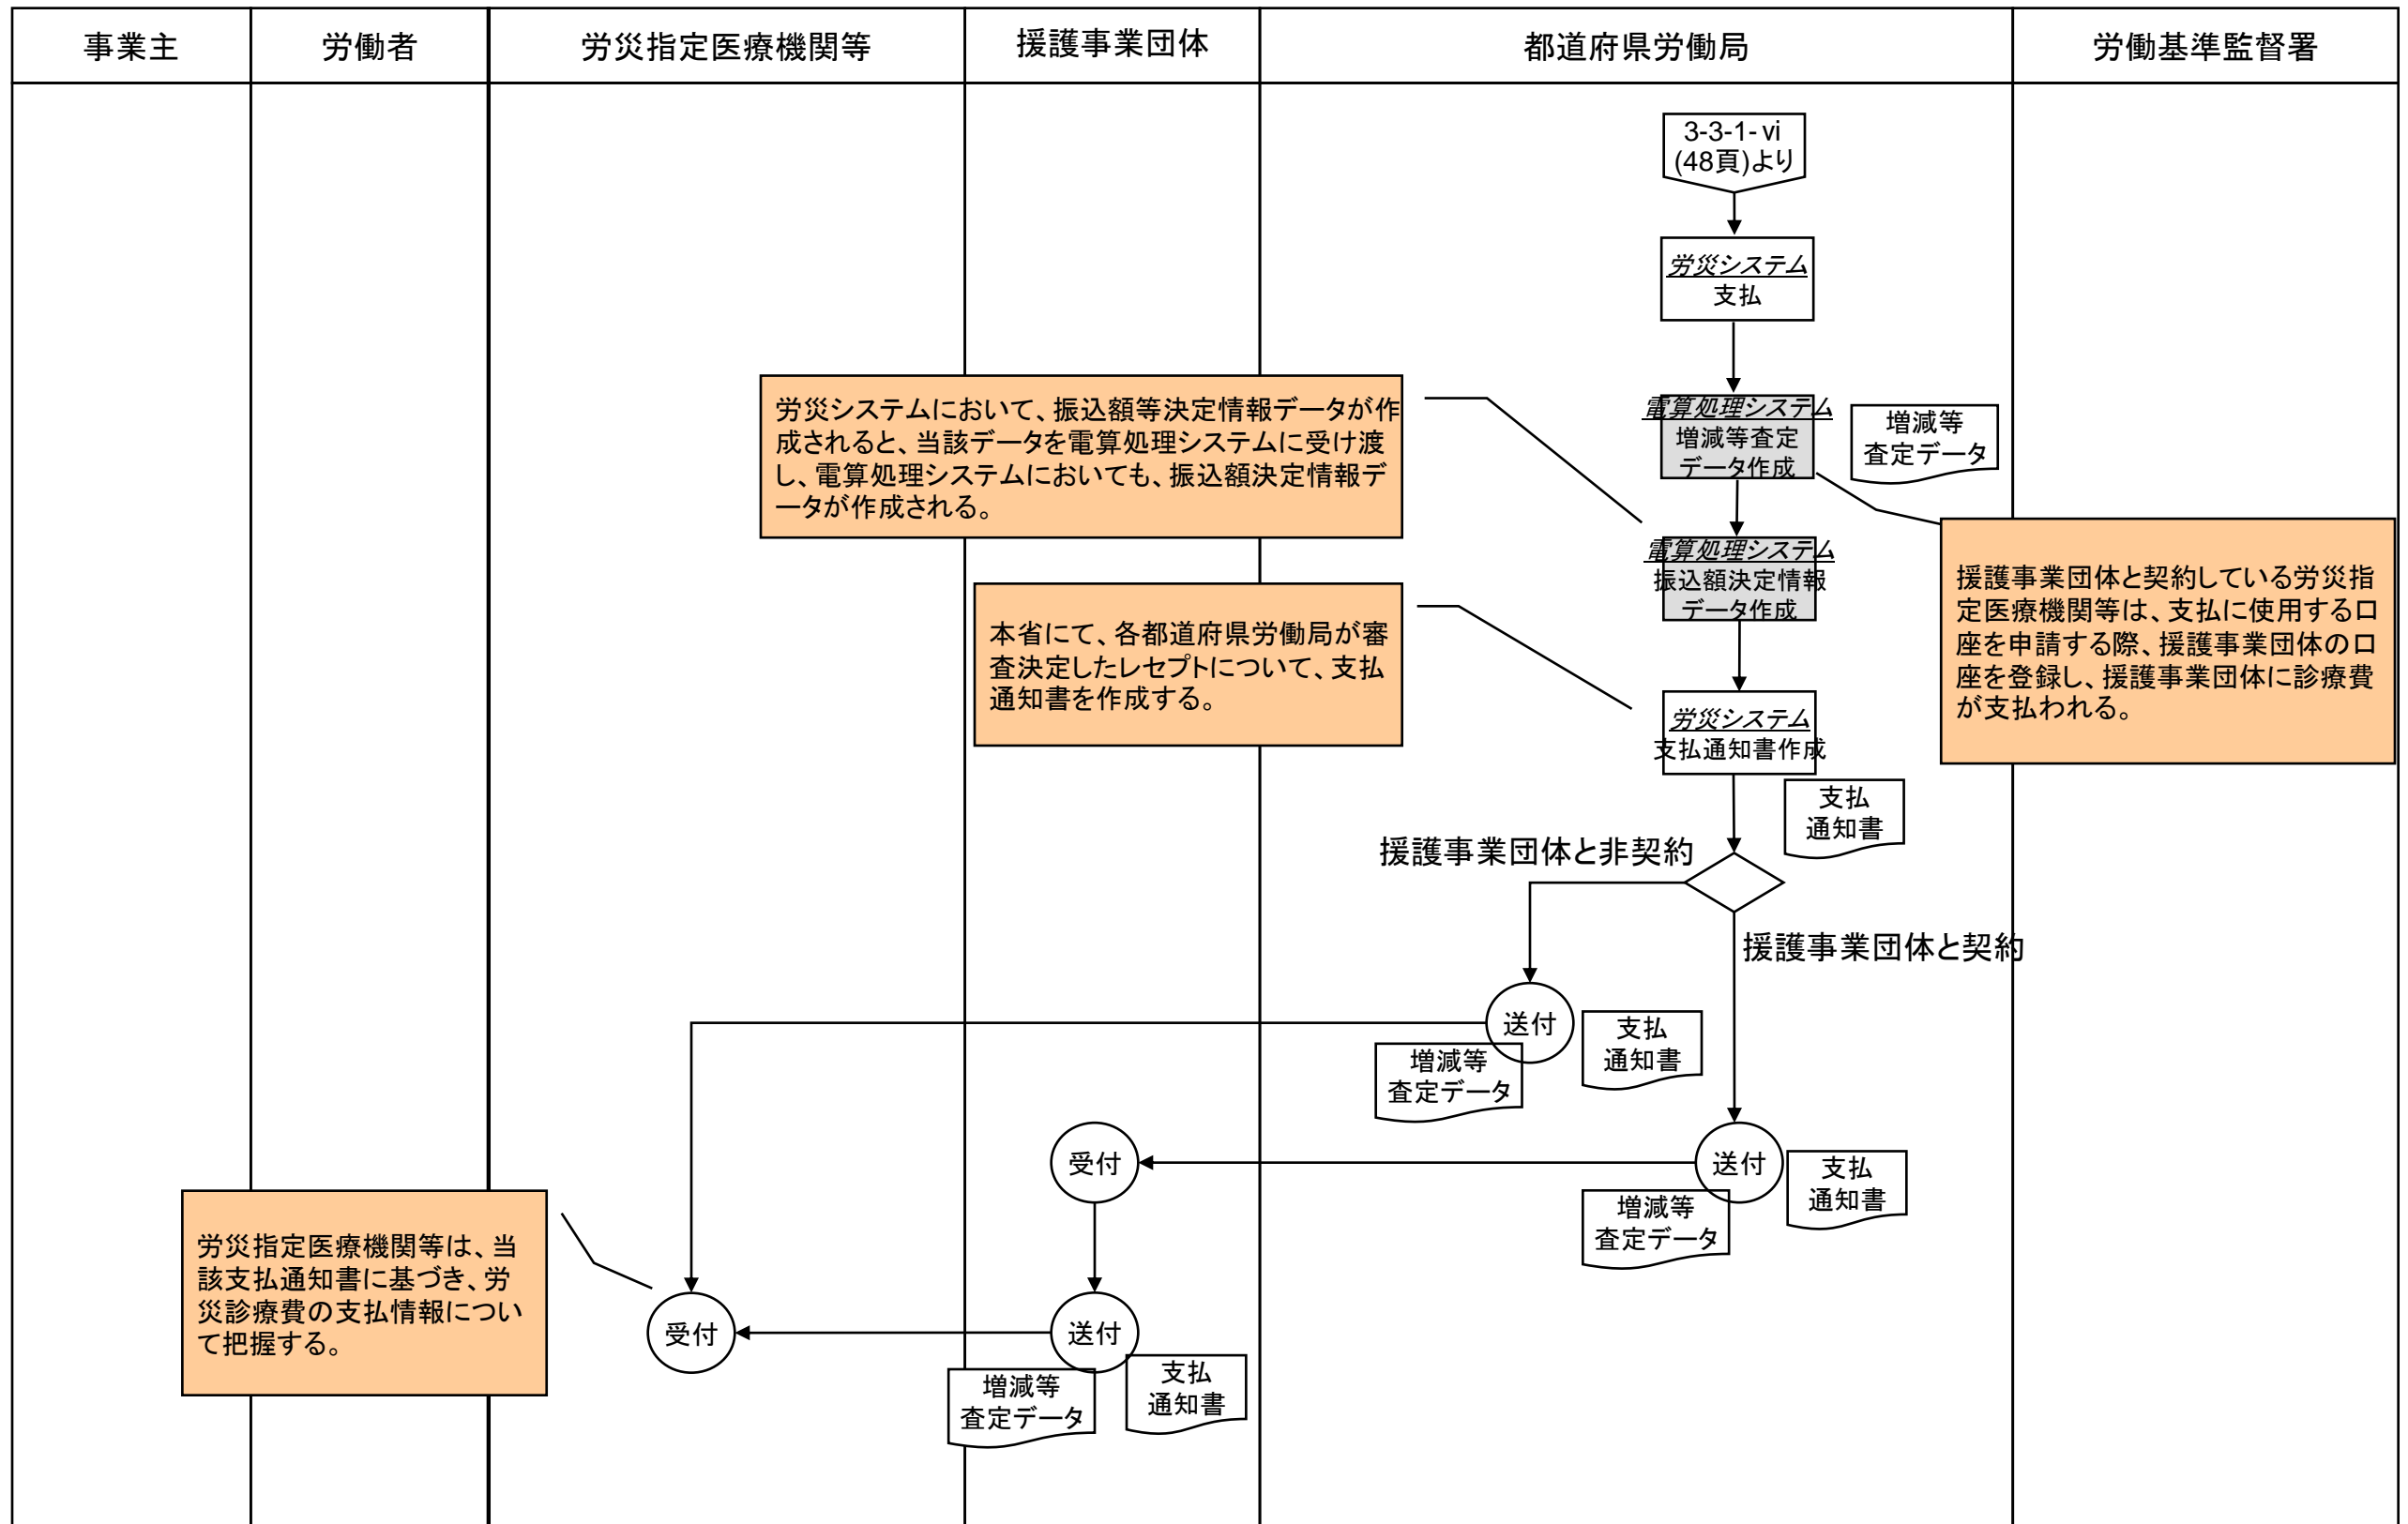 事業主
労働者
労災指定医療機関等
援護事業団体
都道府県労働局
労働基準監督署
3-3-1-ⅵ
(48頁)より
労災システム
支払
労災システムにおいて、振込額等決定情報データが作
成されると、当該データを電算処理システムに受け渡
し、電算処理システムにおいても、振込額決定情報デ
ータが作成される。
電算処理システム
増減等査定
データ作成
増減等
査定データ
電算処理システム
振込額決定情報
データ作成
援護事業団体と契約している労災指
定医療機関等は、支払に使用する口
座を申請する際、援護事業団体の口
座を登録し、援護事業団体に診療費
が支払われる。
本省にて、各都道府県労働局が審
査決定したレセプトについて、支払
通知書を作成する。
労災システム
支払通知書作成
支払
通知書
援護事業団体と非契約
援護事業団体と契約
送付
支払
通知書
増減等
査定データ
受付
送付
支払
通知書
増減等
査定データ
労災指定医療機関等は、当
該支払通知書に基づき、労
災診療費の支払情報につい
て把握する。
受付
送付
支払
通知書
増減等
査定データ